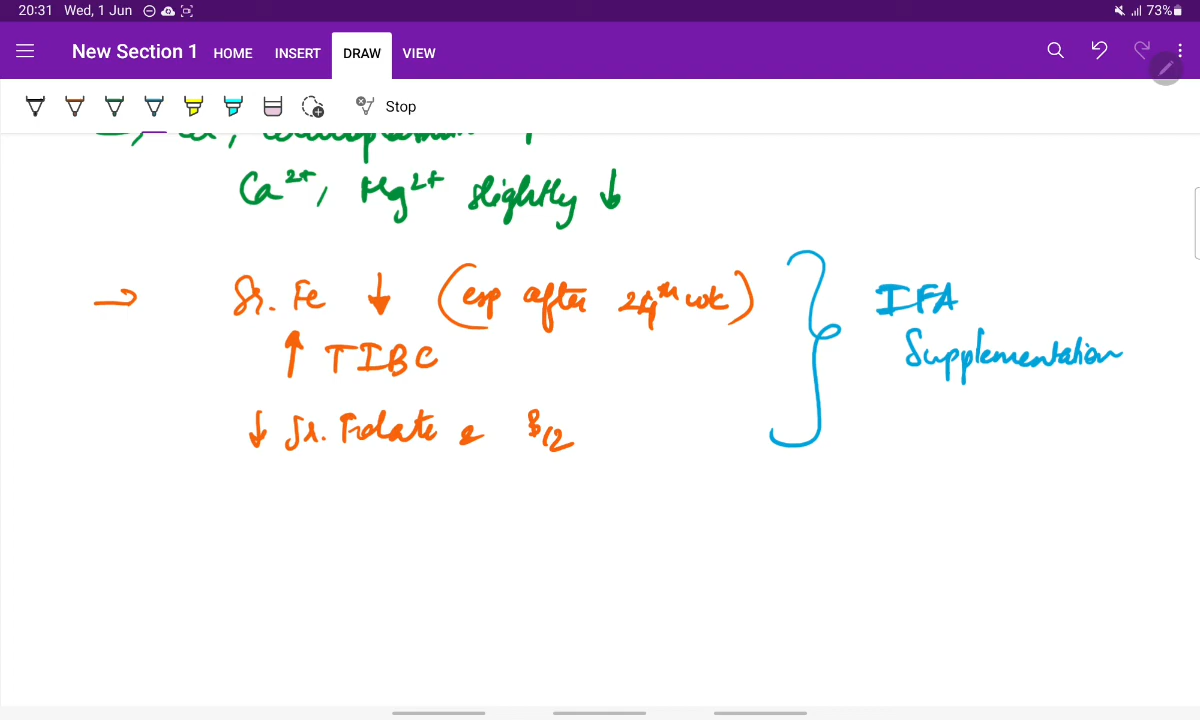 20:31 Wed, 1 Jun 73%
New Section 1 HOME INSERT DRAW VIEW
Stop
Ca²⁺, Mg²⁺ slightly ↓
→ Sr. Fe ↓ (esp after 24th wk)
↑ TIBC
↓ Sr. Folate & B12
IFA
Supplementation